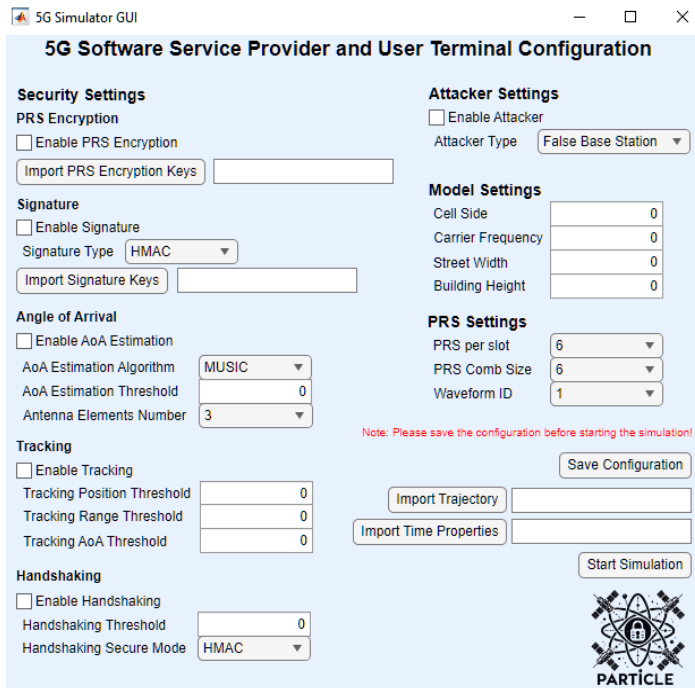 5G Simulator GUI
5G Software Service Provider and User Terminal Configuration
Security Settings
PRS Encryption
Enable PRS Encryption
Import PRS Encryption Keys
Signature
Enable Signature
Signature Type HMAC
Import Signature Keys
Angle of Arrival
Enable AoA Estimation
AoA Estimation Algorithm MUSIC
AoA Estimation Threshold 0
Antenna Elements Number 3
Tracking
Enable Tracking
Tracking Position Threshold 0
Tracking Range Threshold 0
Tracking AoA Threshold 0
Handshaking
Enable Handshaking
Handshaking Threshold 0
Handshaking Secure Mode HMAC
Attacker Settings
Enable Attacker
Attacker Type False Base Station
Model Settings
Cell Side 0
Carrier Frequency 0
Street Width 0
Building Height 0
PRS Settings
PRS per slot 6
PRS Comb Size 6
Waveform ID 1
Note: Please save the configuration before starting the simulation!
Save Configuration
Import Trajectory
Import Time Properties
Start Simulation
PARTICLE